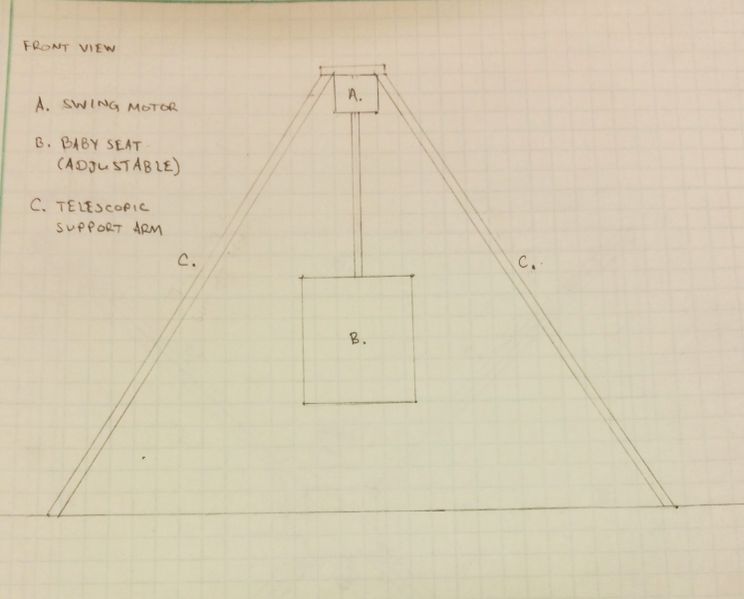 FRONT VIEW
A. SWING MOTOR
B. BABY SEAT
(ADJUSTABLE)
C. TELESCOPIC
SUPPORT ARM
A.
C.
C.
B.